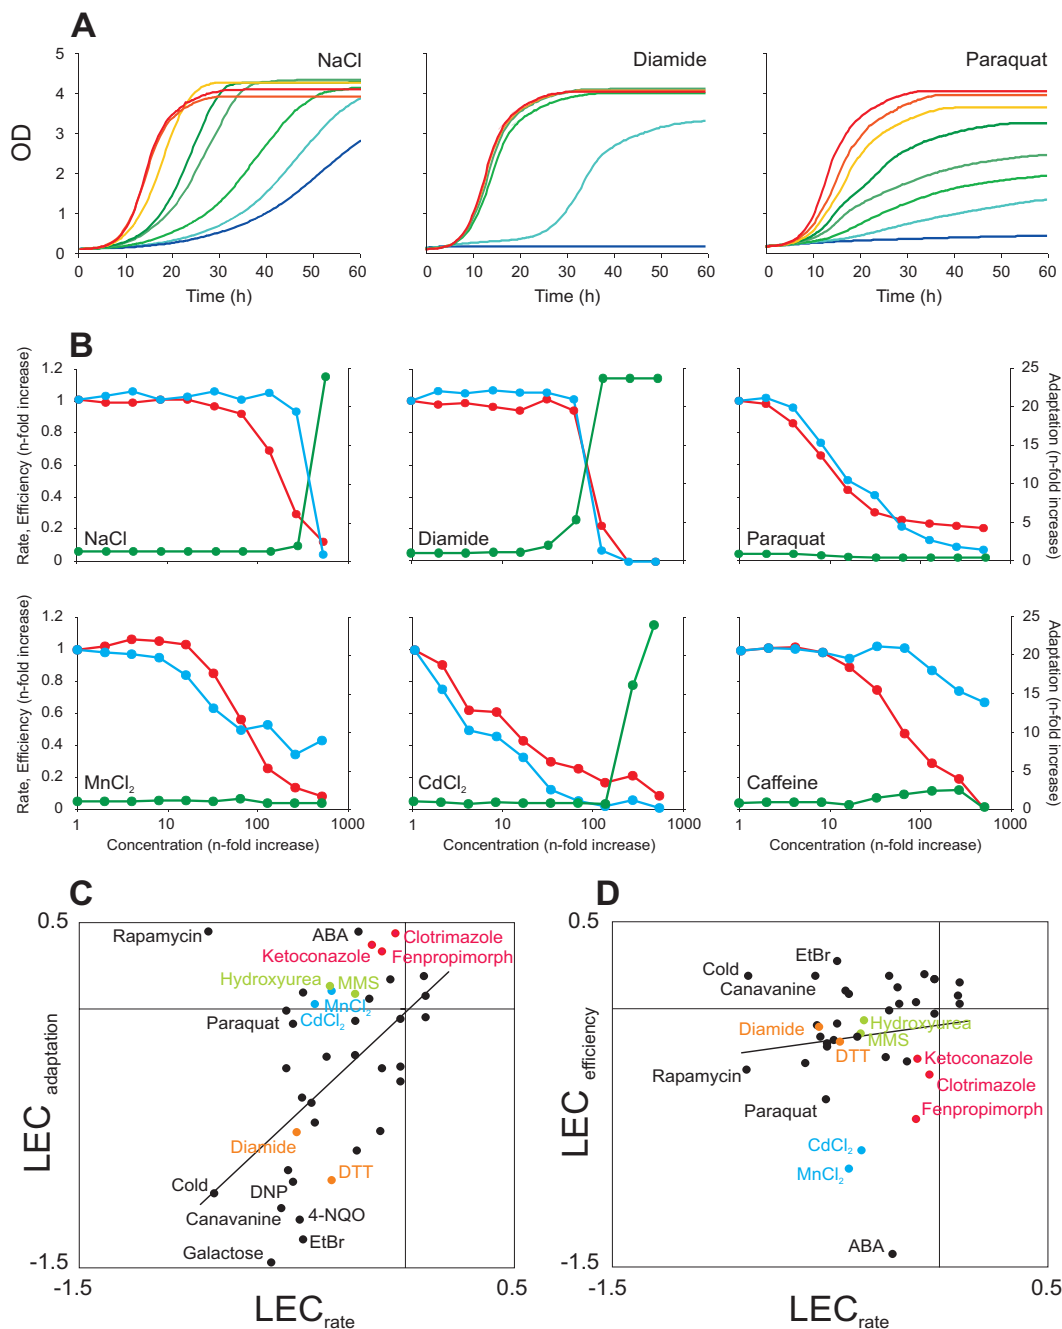 A
NaCl
Diamide
Paraquat
OD
5
4
3
2
1
0
0 10 20 30 40 50 60
0 10 20 30 40 50 60
0 10 20 30 40 50 60
Time (h)
Time (h)
Time (h)
B
Rate, Efficiency (n-fold increase)
1.2
1
0.8
0.6
0.4
0.2
0
NaCl
Diamide
Paraquat
25
20
15
10
5
0
Adaptation (n-fold increase)
Rate, Efficiency (n-fold increase)
1.2
1
0.8
0.6
0.4
0.2
0
MnCl2
CdCl2
Caffeine
25
20
15
10
5
0
Adaptation (n-fold increase)
1 10 100 1000
1 10 100 1000
1 10 100 1000
Concentration (n-fold increase)
Concentration (n-fold increase)
Concentration (n-fold increase)
C
0.5
LEC adaptation
-1.5
-1.5
0.5
LECrate
Rapamycin
ABA
Clotrimazole
Ketoconazole
Fenpropimorph
Hydroxyurea
MMS
MnCl2
CdCl2
Paraquat
Diamide
DTT
Cold
DNP
Canavanine
4-NQO
EtBr
Galactose
D
0.5
LEC efficiency
-1.5
-1.5
0.5
LECrate
EtBr
Cold
Canavanine
Diamide
Hydroxyurea
MMS
DTT
Ketoconazole
Rapamycin
Clotrimazole
Paraquat
Fenpropimorph
CdCl2
MnCl2
ABA